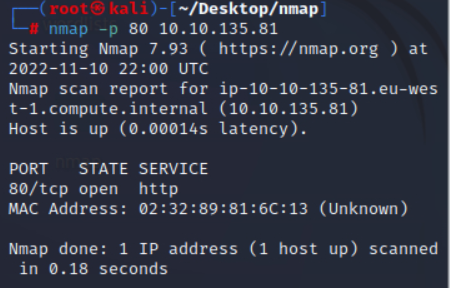 ┌──(root㉿kali)-[~/Desktop/nmap]
└─# nmap -p 80 10.10.135.81
Starting Nmap 7.93 ( https://nmap.org ) at
2022-11-10 22:00 UTC
Nmap scan report for ip-10-10-135-81.eu-wes
t-1.compute.internal (10.10.135.81)
Host is up (0.00014s latency).

PORT   STATE SERVICE
80/tcp open  http
MAC Address: 02:32:89:81:6C:13 (Unknown)

Nmap done: 1 IP address (1 host up) scanned
 in 0.18 seconds